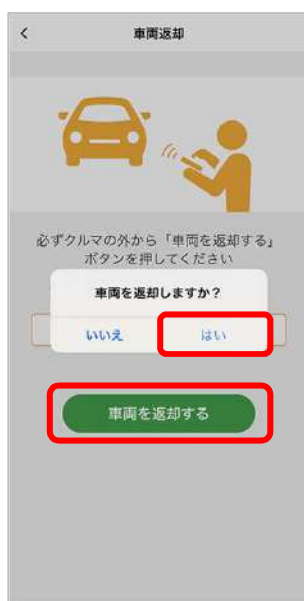 車両返却
必ずクルマの外から「車両を返却する」
ボタンを押してください
車両を返却しますか？
いいえ
はい
車両を返却する